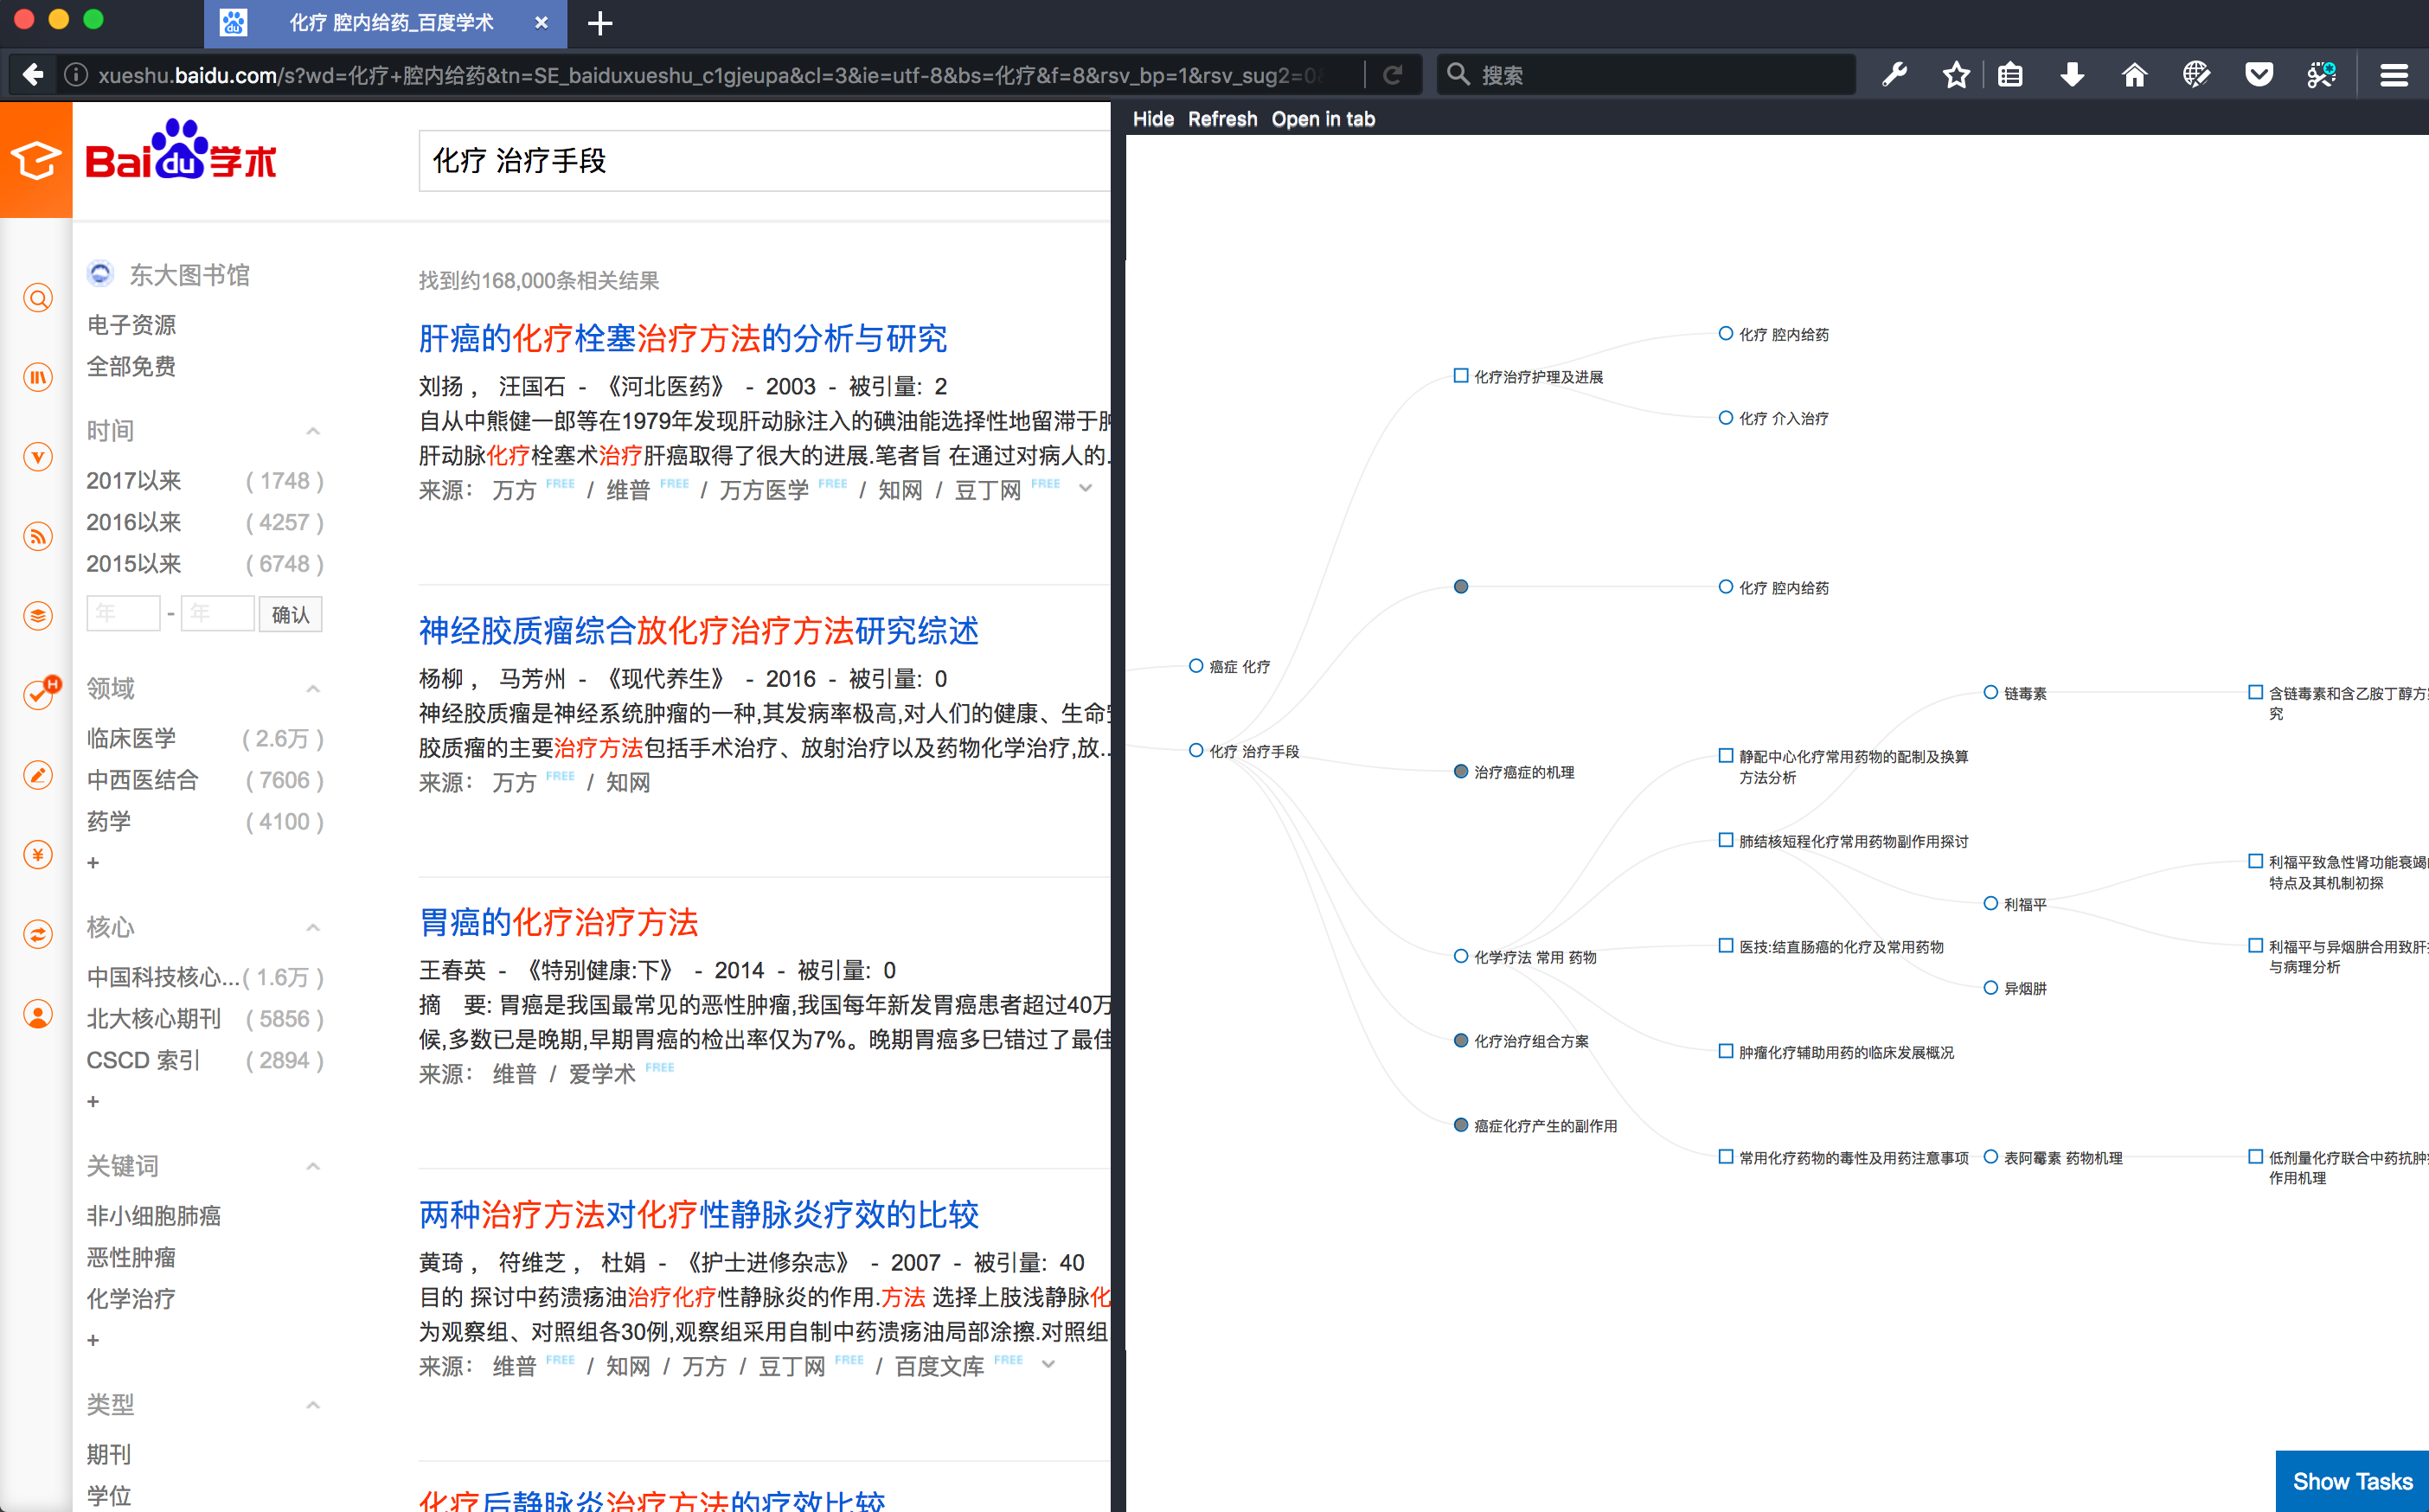 化疗 腔内给药_百度学术
xueshu.baidu.com/s?wd=化疗+腔内给药&tn=SE_baiduxueshu_c1gjeupa&cl=3&ie=utf-8&bs=化疗&f=8&rsv_bp=1&rsv_sug2=0
搜索
Hide Refresh Open in tab
Baidu学术
化疗 治疗手段
东大图书馆
电子资源
全部免费
时间
2017以来 ( 1748 )
2016以来 ( 4257 )
2015以来 ( 6748 )
年 - 年 确认
领域
临床医学 ( 2.6万 )
中西医结合 ( 7606 )
药学 ( 4100 )
+
核心
中国科技核心... ( 1.6万 )
北大核心期刊 ( 5856 )
CSCD 索引 ( 2894 )
+
关键词
非小细胞肺癌
恶性肿瘤
化学治疗
+
类型
期刊
学位
找到约168,000条相关结果
肝癌的化疗栓塞治疗方法的分析与研究
刘扬， 汪国石 - 《河北医药》 - 2003 - 被引量: 2
自从中熊健一郎等在1979年发现肝动脉注入的碘油能选择性地留滞于肿
肝动脉化疗栓塞术治疗肝癌取得了很大的进展.笔者旨 在通过对病人的.
来源： 万方 FREE / 维普 FREE / 万方医学 FREE / 知网 / 豆丁网 FREE
神经胶质瘤综合放化疗治疗方法研究综述
杨柳， 马芳州 - 《现代养生》 - 2016 - 被引量: 0
神经胶质瘤是神经系统肿瘤的一种,其发病率极高,对人们的健康、生命
胶质瘤的主要治疗方法包括手术治疗、放射治疗以及药物化学治疗,放...
来源： 万方 FREE / 知网
胃癌的化疗治疗方法
王春英 - 《特别健康:下》 - 2014 - 被引量: 0
摘 要: 胃癌是我国最常见的恶性肿瘤,我国每年新发胃癌患者超过40万
候,多数已是晚期,早期胃癌的检出率仅为7%。晚期胃癌多已错过了最佳
来源： 维普 / 爱学术 FREE
两种治疗方法对化疗性静脉炎疗效的比较
黄琦， 符维芝， 杜娟 - 《护士进修杂志》 - 2007 - 被引量: 40
目的 探讨中药溃疡油治疗化疗性静脉炎的作用.方法 选择上肢浅静脉化
为观察组、对照组各30例,观察组采用自制中药溃疡油局部涂擦.对照组
来源： 维普 FREE / 知网 / 万方 / 豆丁网 FREE / 百度文库 FREE
化疗后静脉炎治疗方法的疗效比较
癌症 化疗
化疗 治疗手段
化疗治疗护理及进展
治疗癌症的机理
化学疗法 常用 药物
化疗治疗组合方案
癌症化疗产生的副作用
化疗 腔内给药
化疗 介入治疗
化疗 腔内给药
静配中心化疗常用药物的配制及换算
方法分析
肺结核短程化疗常用药物副作用探讨
医技:结直肠癌的化疗及常用药物
肿瘤化疗辅助用药的临床发展概况
常用化疗药物的毒性及用药注意事项
链毒素
利福平
异烟肼
表阿霉素 药物机理
含链毒素和含乙胺丁醇方
究
利福平致急性肾功能衰竭
特点及其机制初探
利福平与异烟肼合用致肝
与病理分析
低剂量化疗联合中药抗肿
作用机理
Show Tasks